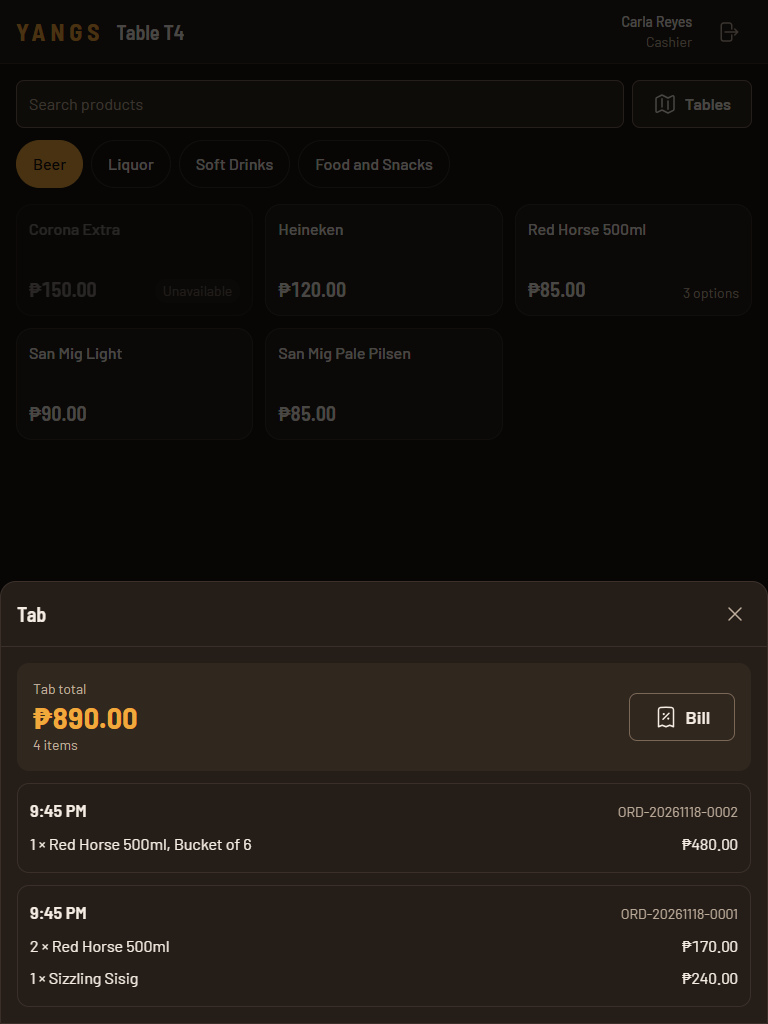 YANGS Table T4
Carla Reyes
Cashier
Search products
Tables
Beer
Liquor
Soft Drinks
Food and Snacks
Corona Extra
₱150.00
Unavailable
Heineken
₱120.00
Red Horse 500ml
₱85.00
3 options
San Mig Light
₱90.00
San Mig Pale Pilsen
₱85.00
Tab
Tab total
₱890.00
4 items
Bill
9:45 PM
ORD-20261118-0002
1 × Red Horse 500ml, Bucket of 6
₱480.00
9:45 PM
ORD-20261118-0001
2 × Red Horse 500ml
₱170.00
1 × Sizzling Sisig
₱240.00